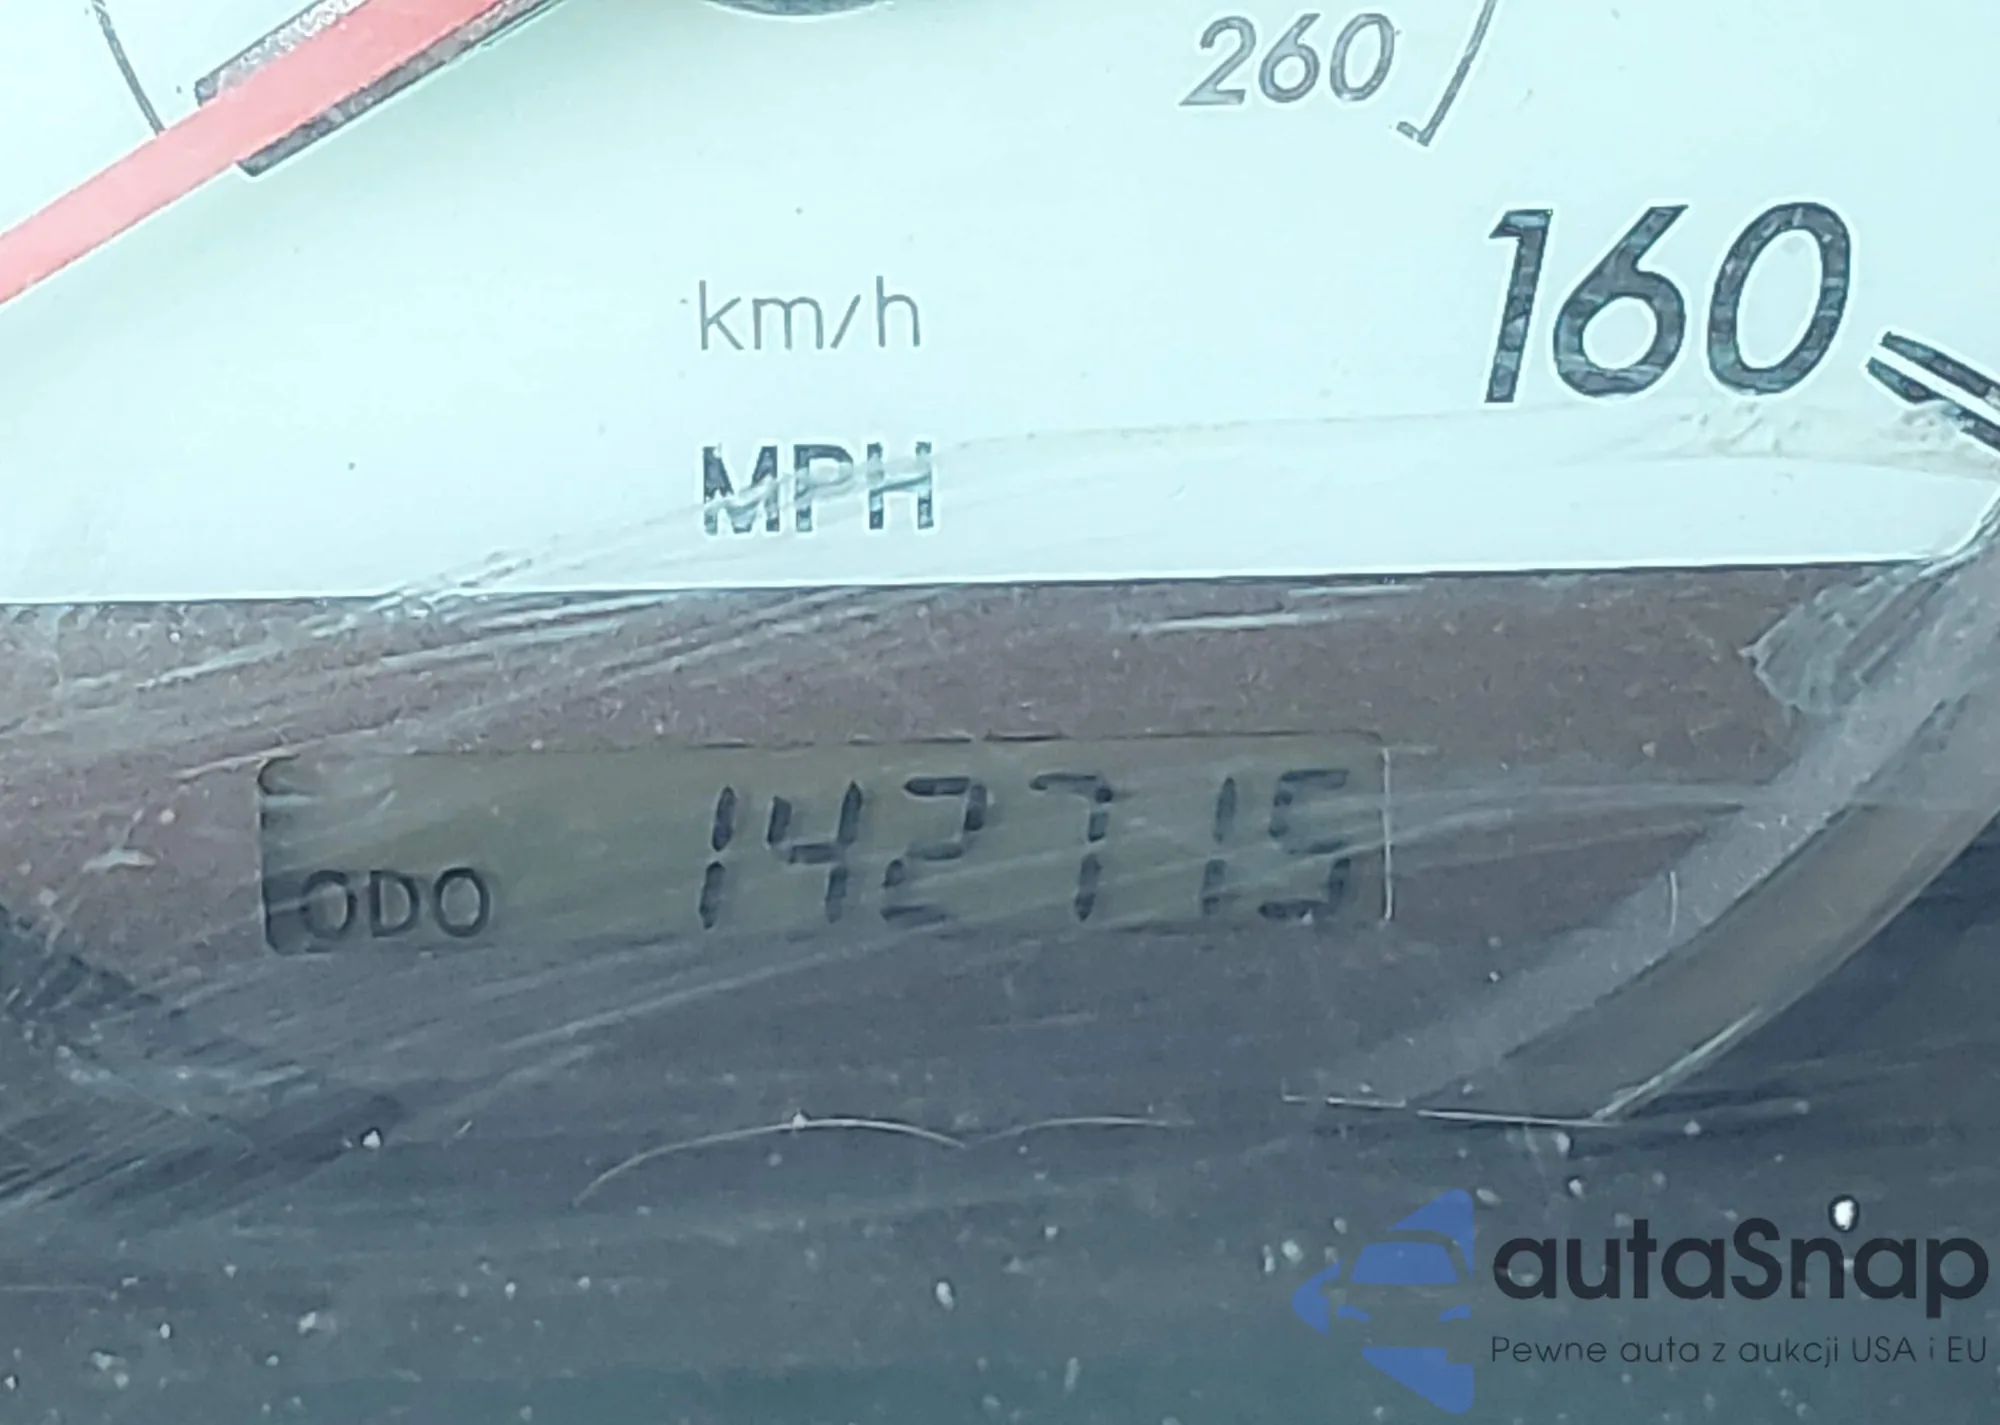 260
160
km/h
MPH
ODO 142715
autaSnap
Pewne auta z aukcji USA i EU